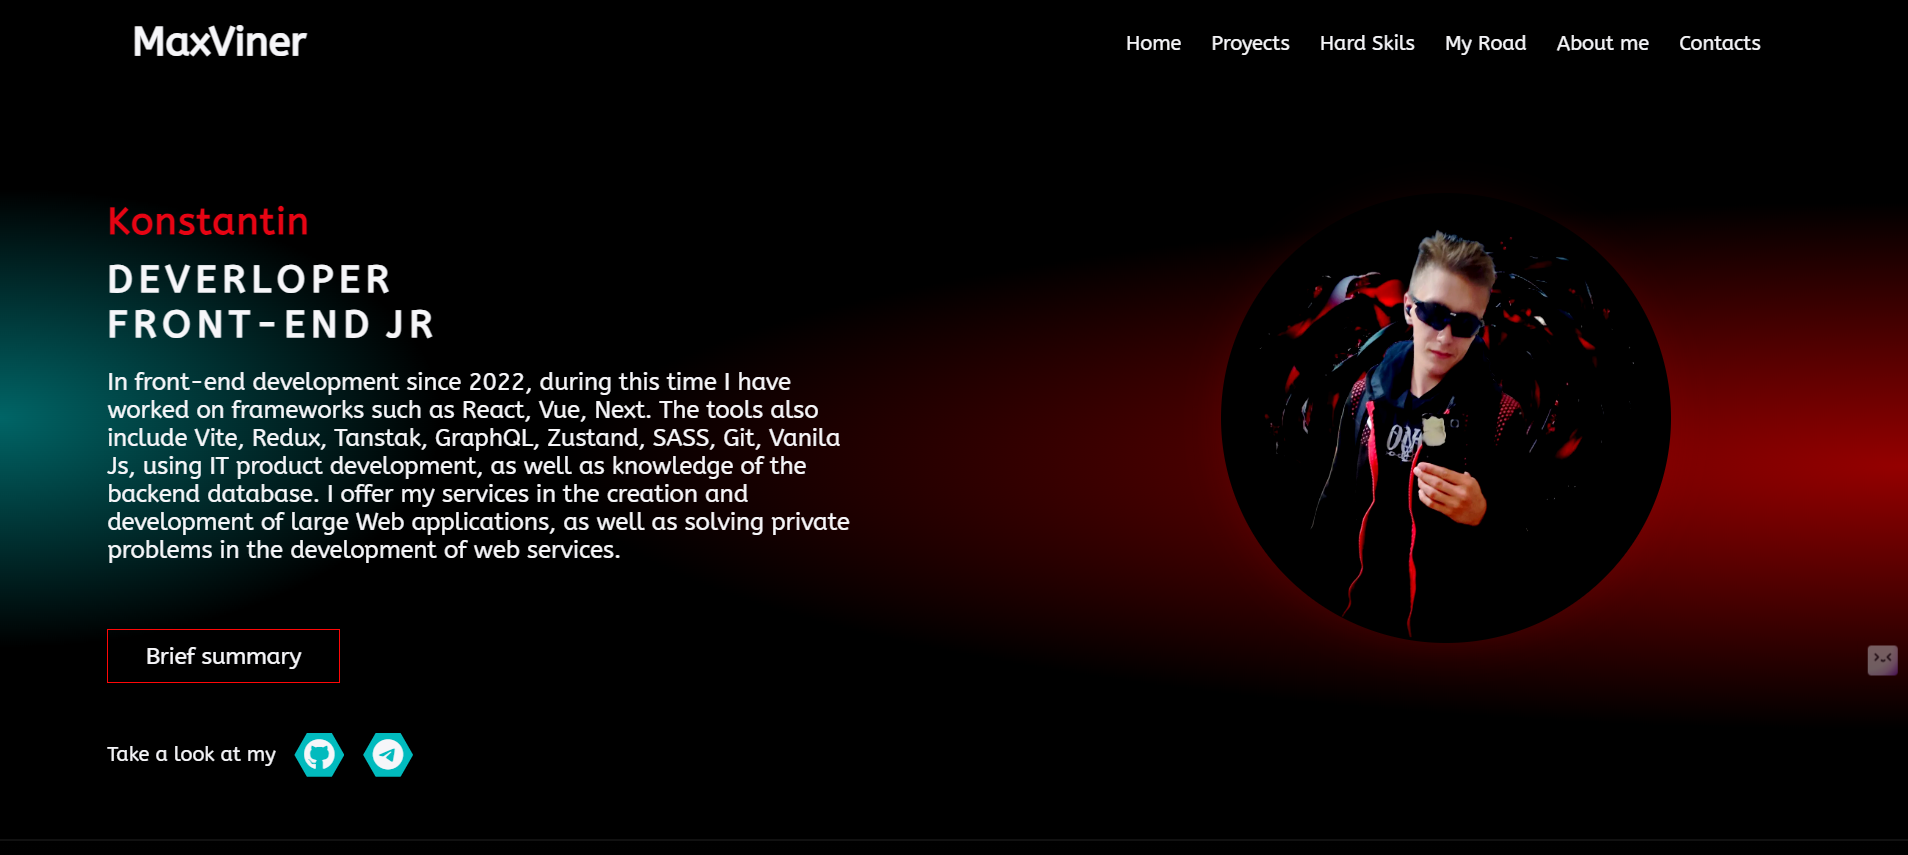 MaxViner
Home Proyects Hard Skils My Road About me Contacts
Konstantin
DEVERLOPER
FRONT-END JR
In front-end development since 2022, during this time I have
worked on frameworks such as React, Vue, Next. The tools also
include Vite, Redux, Tanstak, GraphQL, Zustand, SASS, Git, Vanila
Js, using IT product development, as well as knowledge of the
backend database. I offer my services in the creation and
development of large Web applications, as well as solving private
problems in the development of web services.
Brief summary
Take a look at my